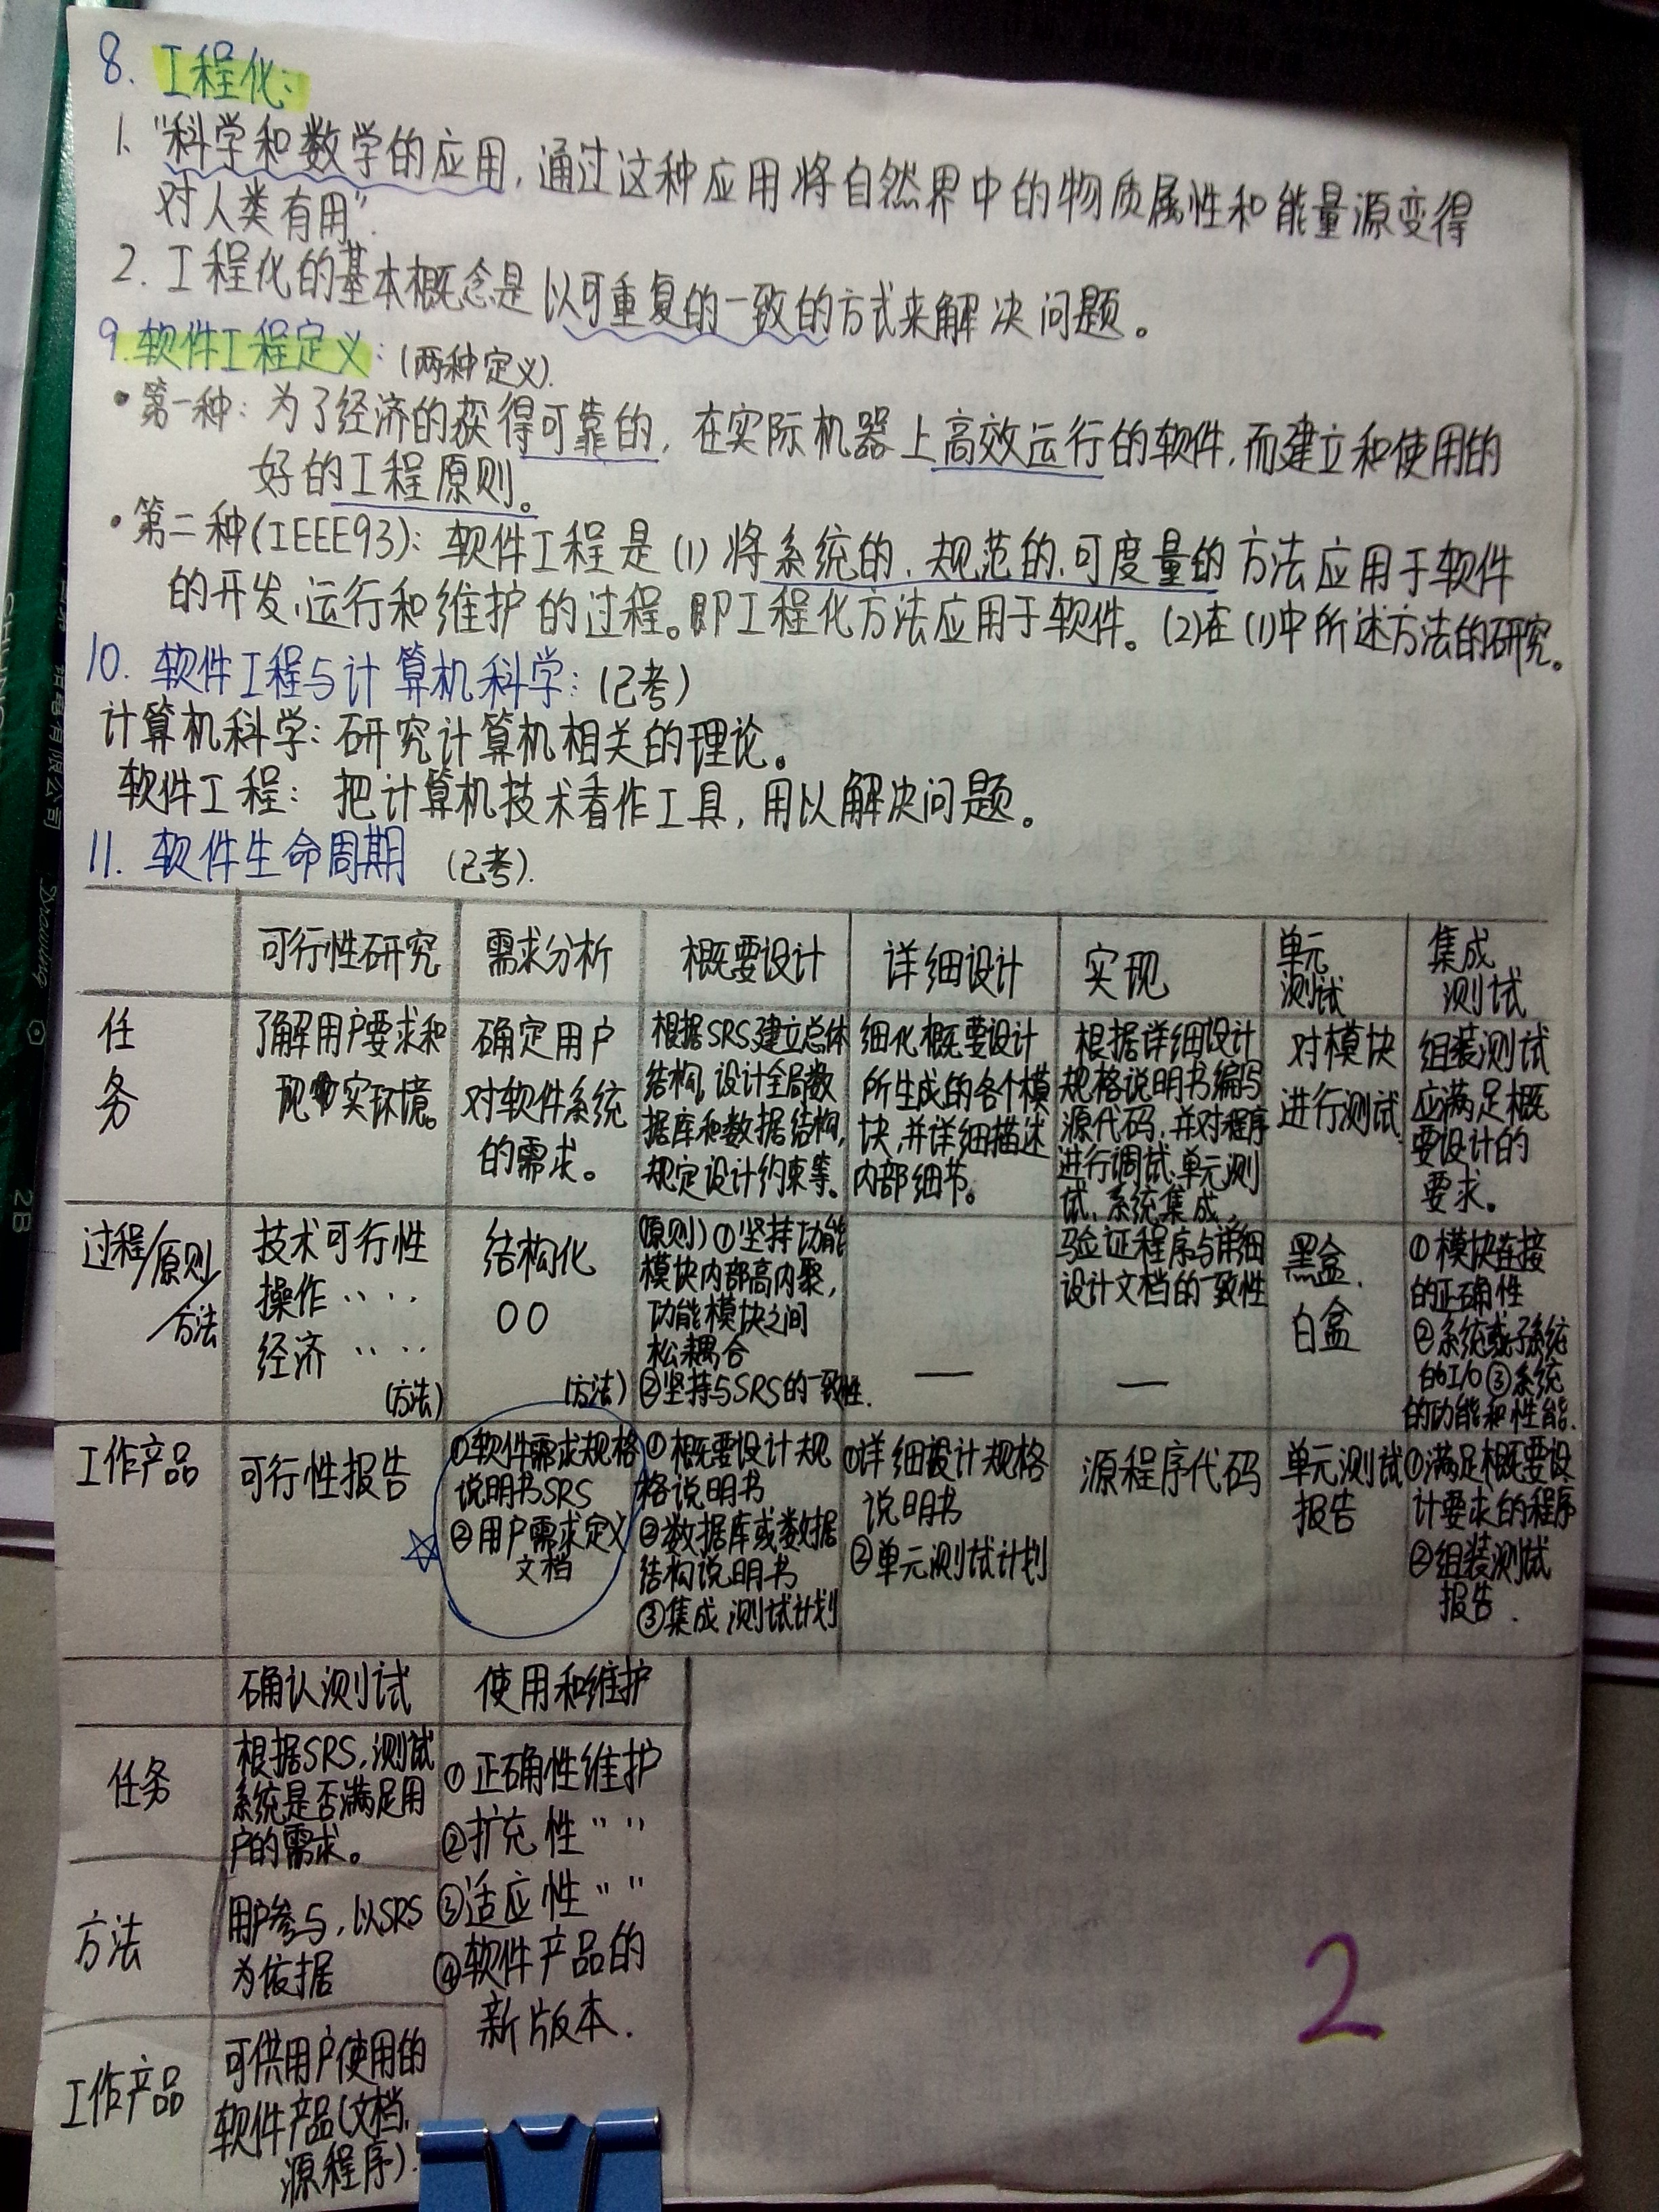 8. 工程化:
1. "科学和数学的应用, 通过这种应用将自然界中的物质属性和能量源变得
对人类有用".
2. 工程化的基本概念是以可重复的一致的方式来解决问题。
9. 软件工程定义: (两种定义).
• 第一种: 为了经济的获得可靠的, 在实际机器上高效运行的软件, 而建立和使用的
好的工程原则。
• 第二种(IEEE93): 软件工程是 (1) 将系统的、规范的、可度量的方法应用于软件
的开发、运行和维护的过程。即工程化方法应用于软件。(2)在(1)中所述方法的研究。
10. 软件工程与计算机科学: (已考)
计算机科学: 研究计算机相关的理论。
软件工程: 把计算机技术看作工具, 用以解决问题。
11. 软件生命周期 (已考).
可行性研究 需求分析 概要设计 详细设计 实现 单元测试 集成测试
任务
了解用户要求和
现实环境。
确定用户
对软件系统
的需求。
根据SRS建立总体
结构, 设计全局数
据库和数据结构,
规定设计约束等。
细化概要设计
所生成的各个模
块, 并详细描述
内部细节。
根据详细设计
规格说明书编写
源代码, 并对程序
进行调试、单元测
试、系统集成,
验证程序与详细
设计文档的一致性
对模块
进行测试
组装测试
应满足概
要设计的
要求。
过程/原则/
方法
技术可行性
操作 ‥ ‥
经济 ‥ ‥
(方法)
结构化
OO
(方法)
(原则) ① 坚持功能
模块内部高内聚,
功能模块之间
松耦合
② 坚持与SRS的一致性.
—
—
黑盒.
白盒
① 模块连接
的正确性
② 系统或子系统
的I/O ③ 系统
的功能和性能.
工作产品
可行性报告
① 软件需求规格
说明书SRS
② 用户需求定义
文档
① 概要设计规
格说明书
② 数据库或数据
结构说明书
③ 集成测试计划
① 详细设计规格
说明书
② 单元测试计划
源程序代码
单元测试
报告
① 满足概要设
计要求的程序
② 组装测试
报告.
确认测试 使用和维护
任务
根据SRS, 测试
系统是否满足用
户的需求。
① 正确性维护
② 扩充性 " "
③ 适应性 " "
④ 软件产品的
新版本.
方法
用户参与, 以SRS
为依据
工作产品
可供用户使用的
软件产品(文档,
源程序).
2
2B
Drawing